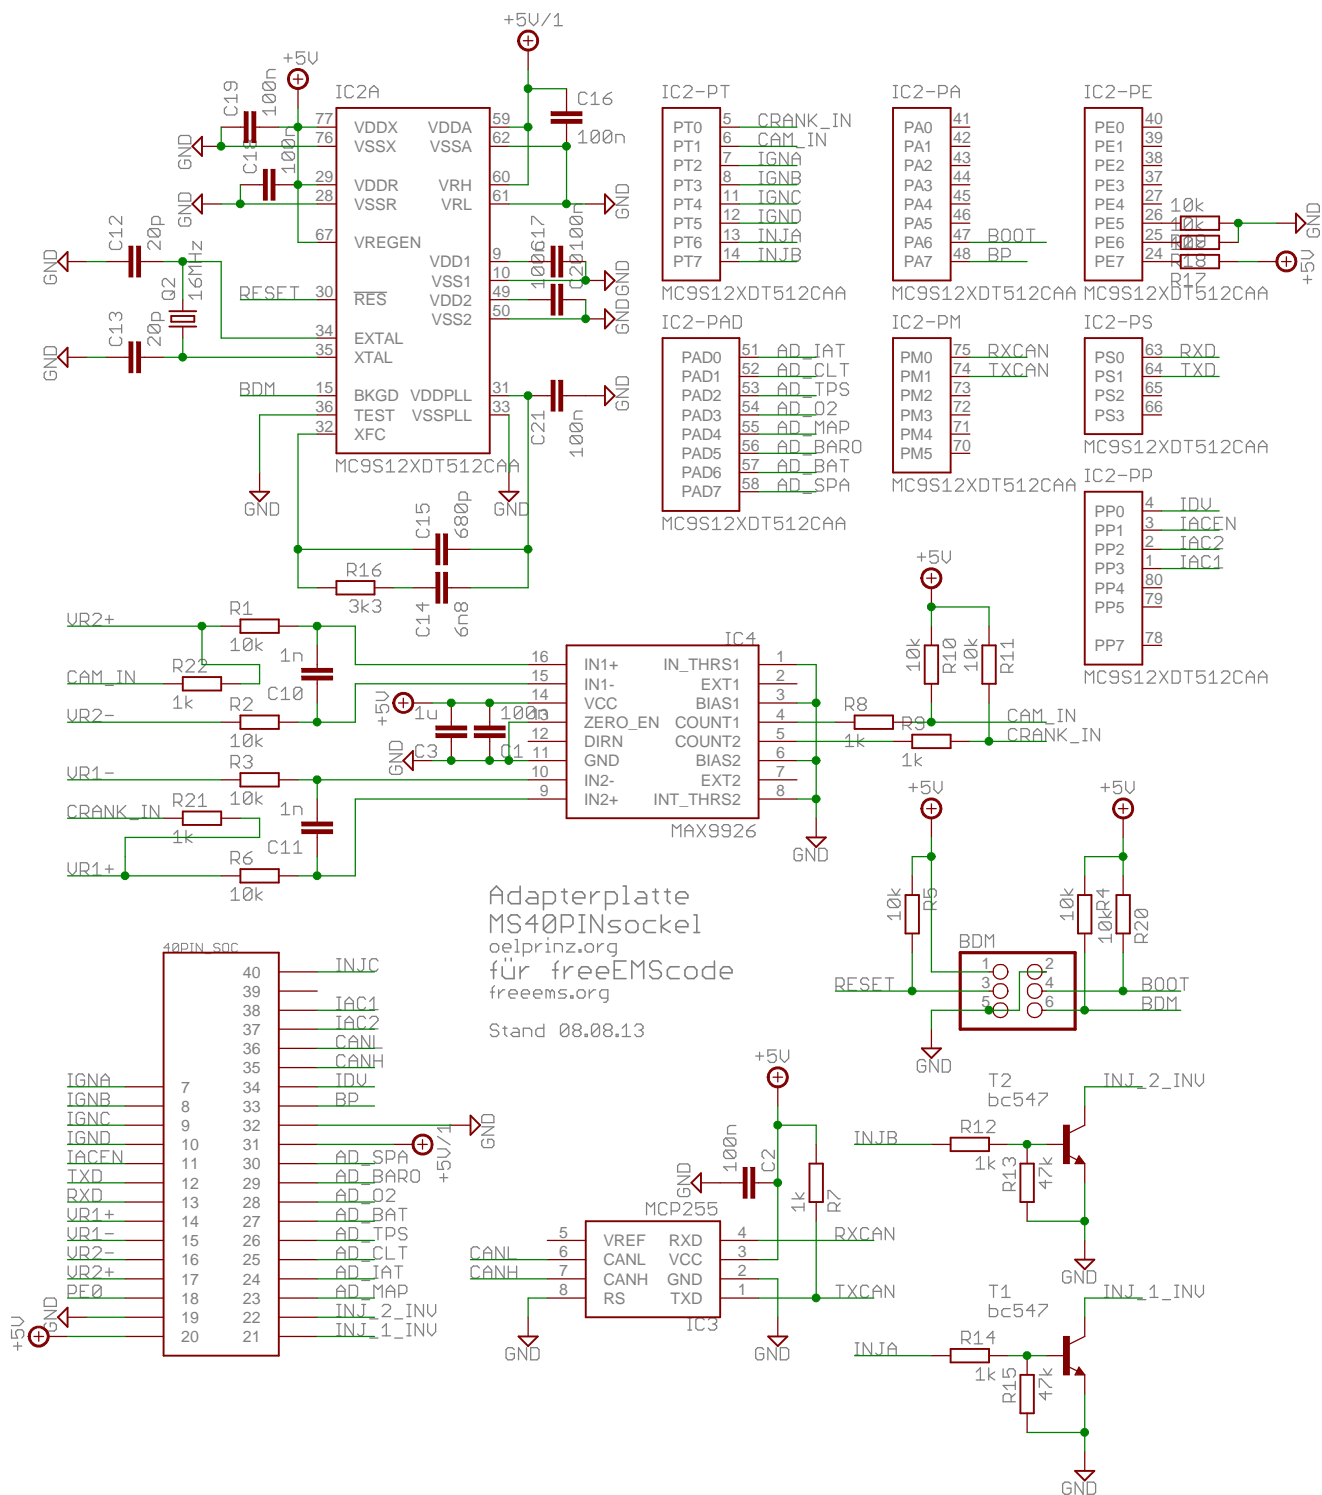 +5V/1
+5V
IC2A
C19
100n
GND
77 VDDX VDDA 59
76 VSSX VSSA 62
C16
100n
100n
GND
29 VDDR VRH 60
28 VSSR VRL 61
GND
67 VREGEN
C12
20p
GND
Q2
16MHz
C13
20p
GND
VDD1 9
VSS1 10
C17
100n
GND
RESET 30 RES VDD2 49
VSS2 50
C20
100n
GND
34 EXTAL
35 XTAL
BDM 15 BKGD VDDPLL 31
36 TEST VSSPLL 33
32 XFC
C21
100n
GND
MC9S12XDT512CAA
GND
GND
C15
680p
R16
3k3
C14
6n8
IC2-PT
PT0 5 CRANK_IN
PT1 6 CAM_IN
PT2 7 IGNA
PT3 8 IGNB
PT4 11 IGNC
PT5 12 IGND
PT6 13 INJA
PT7 14 INJB
MC9S12XDT512CAA
IC2-PA
PA0 41
PA1 42
PA2 43
PA3 44
PA4 45
PA5 46
PA6 47 BOOT
PA7 48 BP
MC9S12XDT512CAA
IC2-PE
PE0 40
PE1 39
PE2 38
PE3 37
PE4 27
PE5 26
PE6 25
PE7 24
10k
10k
R18
R17
GND
+5V
MC9S12XDT512CAA
IC2-PAD
PAD0 51 AD_IAT
PAD1 52 AD_CLT
PAD2 53 AD_TPS
PAD3 54 AD_O2
PAD4 55 AD_MAP
PAD5 56 AD_BARO
PAD6 57 AD_BAT
PAD7 58 AD_SPA
MC9S12XDT512CAA
IC2-PM
PM0 75 RXCAN
PM1 74 TXCAN
PM2 73
PM3 72
PM4 71
PM5 70
MC9S12XDT512CAA
IC2-PS
PS0 63 RXD
PS1 64 TXD
PS2 65
PS3 66
MC9S12XDT512CAA
IC2-PP
PP0 4 IDV
PP1 3 IACEN
PP2 2 IAC2
PP3 1 IAC1
PP4 80
PP5 79
PP7 78
MC9S12XDT512CAA
VR2+
R1
10k
CAM_IN
R22
1k
1n
C10
VR2-
R2
10k
VR1-
R3
10k
CRANK_IN
R21
1k
1n
C11
VR1+
R6
10k
IC4
16 IN1+ IN_THRS1 1
15 IN1- EXT1 2
14 VCC BIAS1 3
13 ZERO_EN COUNT1 4
12 DIRN COUNT2 5
11 GND BIAS2 6
10 IN2- EXT2 7
9 IN2+ INT_THRS2 8
MAX9926
+5V
1u
C3
100n
C1
GND
GND
+5V
10k
R10
10k
R11
R8
1k
R9
1k
CAM_IN
CRANK_IN
Adapterplatte
MS40PINsockel
oelprinz.org
für freeEMScode
freeems.org
Stand 08.08.13
+5V
+5V
10k
R5
10k
R4
10k
R20
BDM
1 2
3 4
5 6
RESET
BOOT
BDM
GND
40PIN_SOC
40 INJC
39
38 IAC1
37 IAC2
36 CANL
35 CANH
IGNA 7 34 IDV
IGNB 8 33 BP
IGNC 9 32 GND
IGND 10 31 +5V/1
IACEN 11 30 AD_SPA
TXD 12 29 AD_BARO
RXD 13 28 AD_O2
VR1+ 14 27 AD_BAT
VR1- 15 26 AD_TPS
VR2- 16 25 AD_CLT
VR2+ 17 24 AD_IAT
PE0 18 23 AD_MAP
GND 19 22 INJ_2_INV
+5V 20 21 INJ_1_INV
+5V
100n
C2
GND
1k
R7
MCP255
5 VREF RXD 4 RXCAN
CANL 6 CANL VCC 3
CANH 7 CANH GND 2
8 RS TXD 1 TXCAN
IC3
GND
GND
T2
bc547
INJ_2_INV
INJB
R12
1k
R13
47k
GND
T1
bc547
INJ_1_INV
INJA
R14
1k
R15
47k
GND